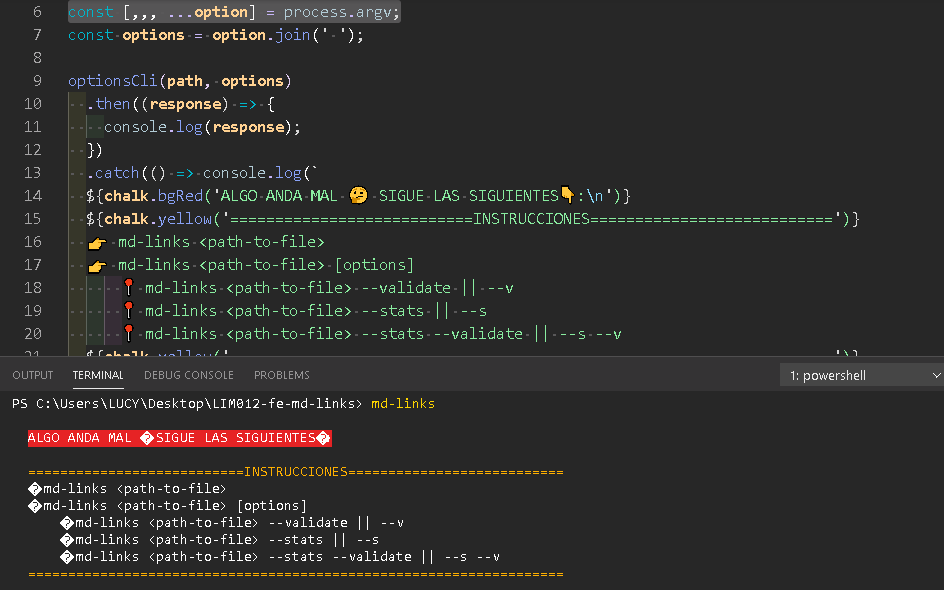 6 const [,,, ...option] = process.argv;
7 const options = option.join(' ');
8
9 optionsCli(path, options)
10 .then((response) => {
11 console.log(response);
12 })
13 .catch(() => console.log(`
14 ${chalk.bgRed('ALGO ANDA MAL 🤔 SIGUE LAS SIGUIENTES👇:\n')}
15 ${chalk.yellow('===========================INSTRUCCIONES===========================')}
16 👉 md-links <path-to-file>
17 👉 md-links <path-to-file> [options]
18 📍 md-links <path-to-file> --validate || --v
19 📍 md-links <path-to-file> --stats || --s
20 📍 md-links <path-to-file> --stats --validate || --s --v
21 ${chalk.yellow('
OUTPUT TERMINAL DEBUG CONSOLE PROBLEMS 1: powershell
PS C:\Users\LUCY\Desktop\LIM012-fe-md-links> md-links
ALGO ANDA MAL �SIGUE LAS SIGUIENTES�
===========================INSTRUCCIONES===========================
�md-links <path-to-file>
�md-links <path-to-file> [options]
�md-links <path-to-file> --validate || --v
�md-links <path-to-file> --stats || --s
�md-links <path-to-file> --stats --validate || --s --v
===================================================================